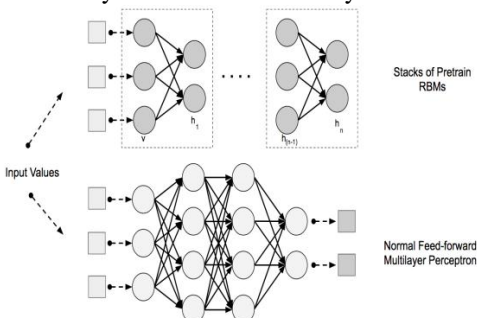 Stacks of Pretrain
RBMs
v
h1
h(n-1)
hn
Input Values
Normal Feed-forward
Multilayer Perceptron